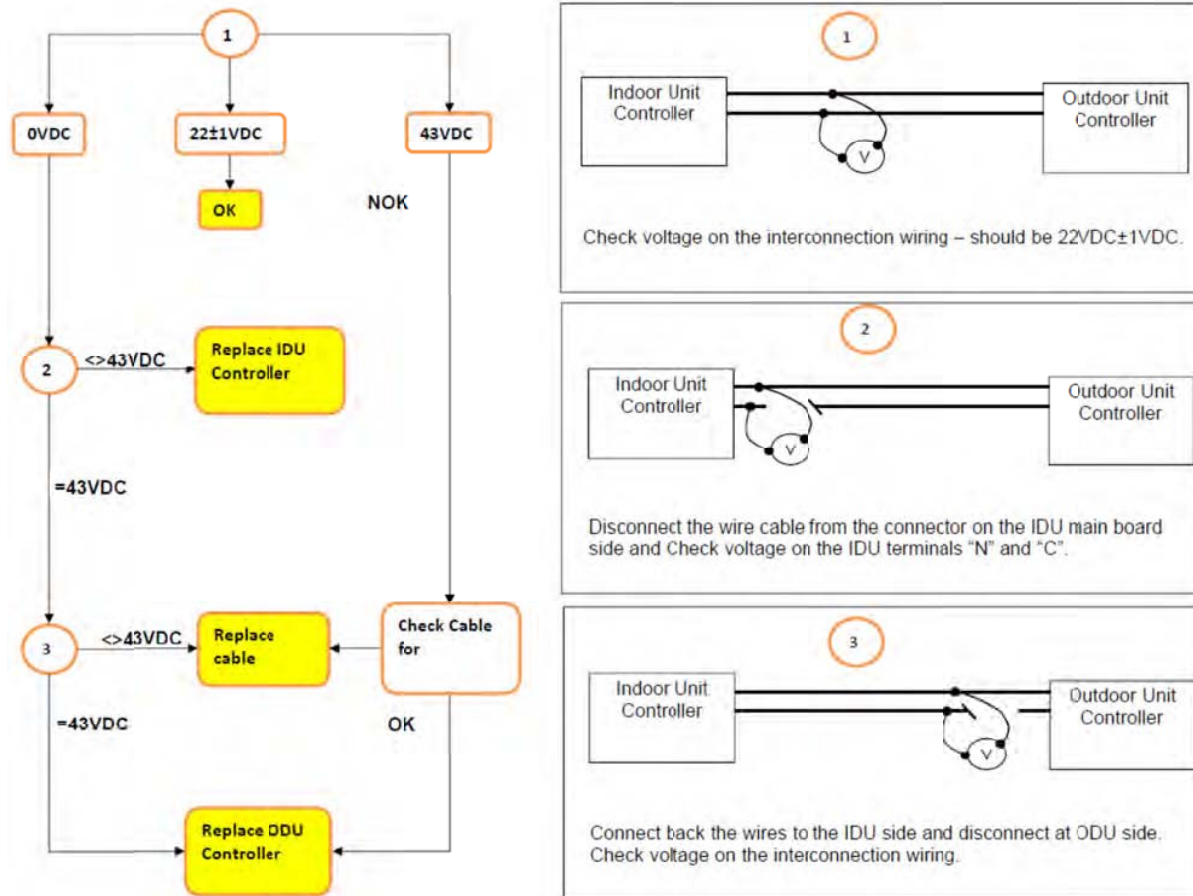 1
0VDC
22±1VDC
43VDC
OK
NOK
2
<>43VDC
Replace IDU
Controller
=43VDC
3
<>43VDC
Replace
cable
Check Cable
for
=43VDC
OK
Replace ODU
Controller
1
Indoor Unit
Controller
Outdoor Unit
Controller
V
Check voltage on the interconnection wiring – should be 22VDC±1VDC.
2
Indoor Unit
Controller
Outdoor Unit
Controller
V
Disconnect the wire cable from the connector on the IDU main board
side and Check voltage on the IDU terminals “N” and “C”.
3
Indoor Unit
Controller
Outdoor Unit
Controller
V
Connect back the wires to the IDU side and disconnect at ODU side.
Check voltage on the interconnection wiring.